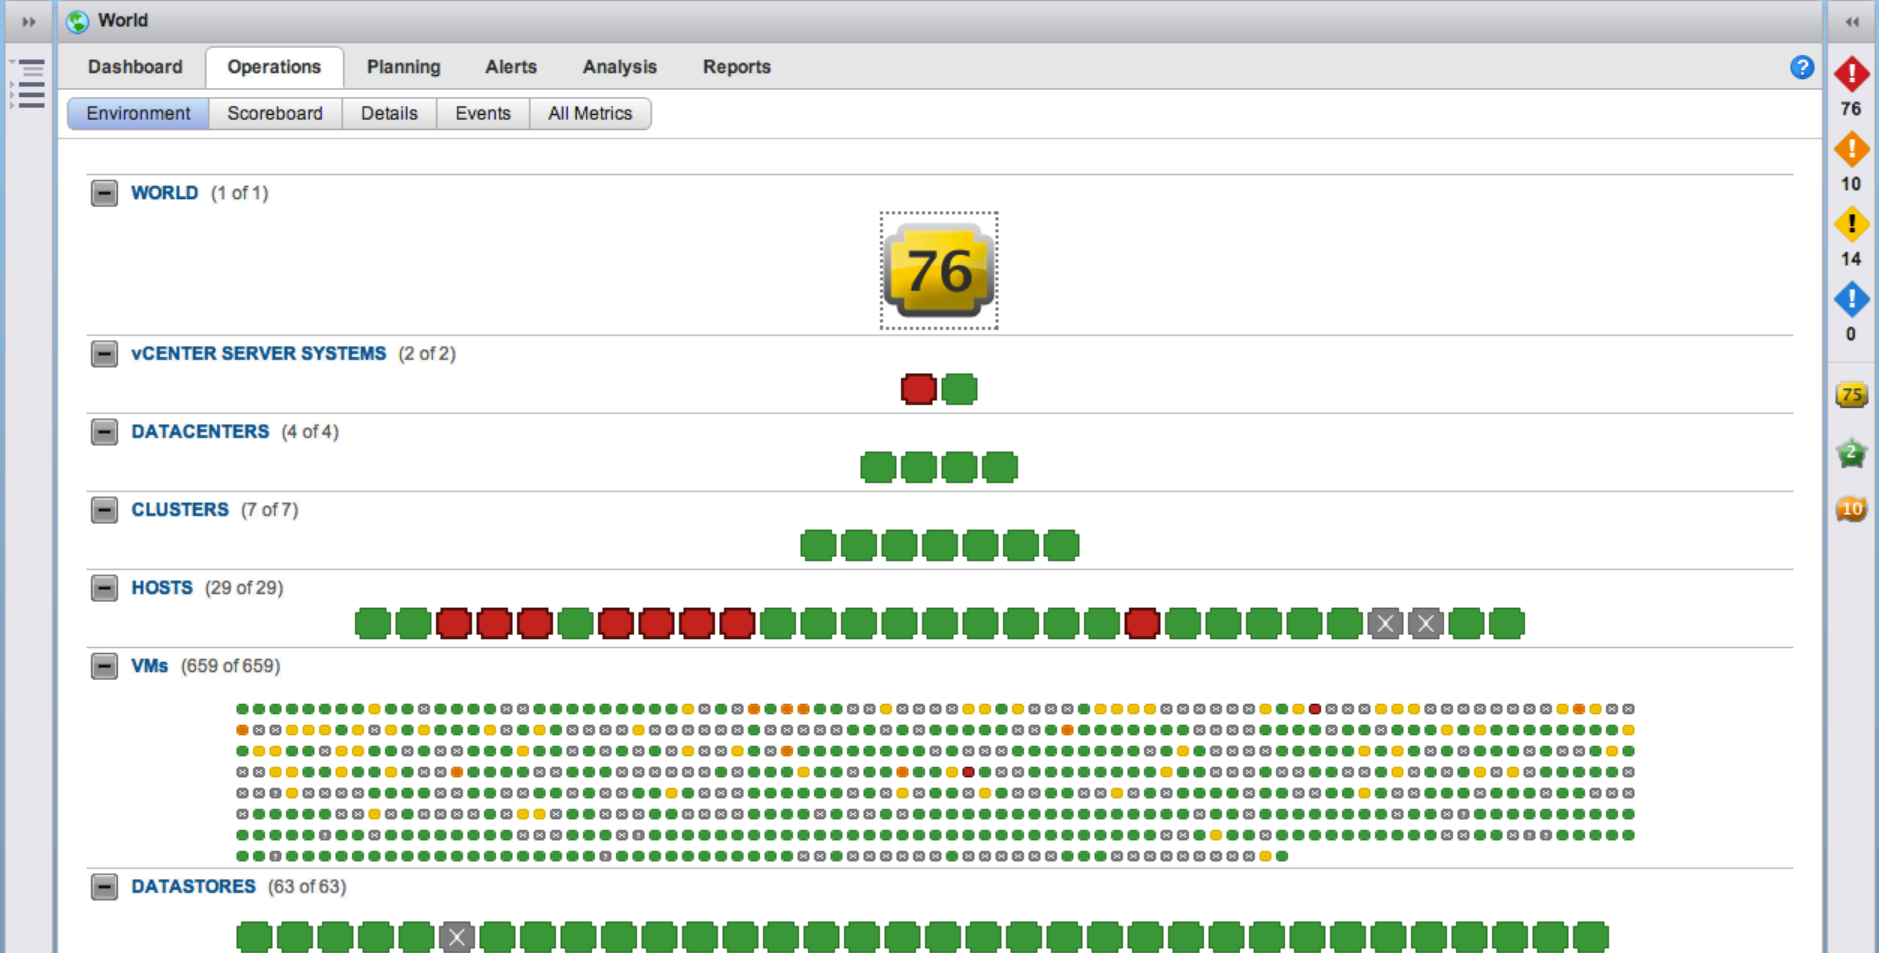 World
Dashboard Operations Planning Alerts Analysis Reports
Environment Scoreboard Details Events All Metrics
WORLD (1 of 1)
76
vCENTER SERVER SYSTEMS (2 of 2)
DATACENTERS (4 of 4)
CLUSTERS (7 of 7)
HOSTS (29 of 29)
VMs (659 of 659)
DATASTORES (63 of 63)
?
!
76
!
10
!
14
!
0
75
2
10